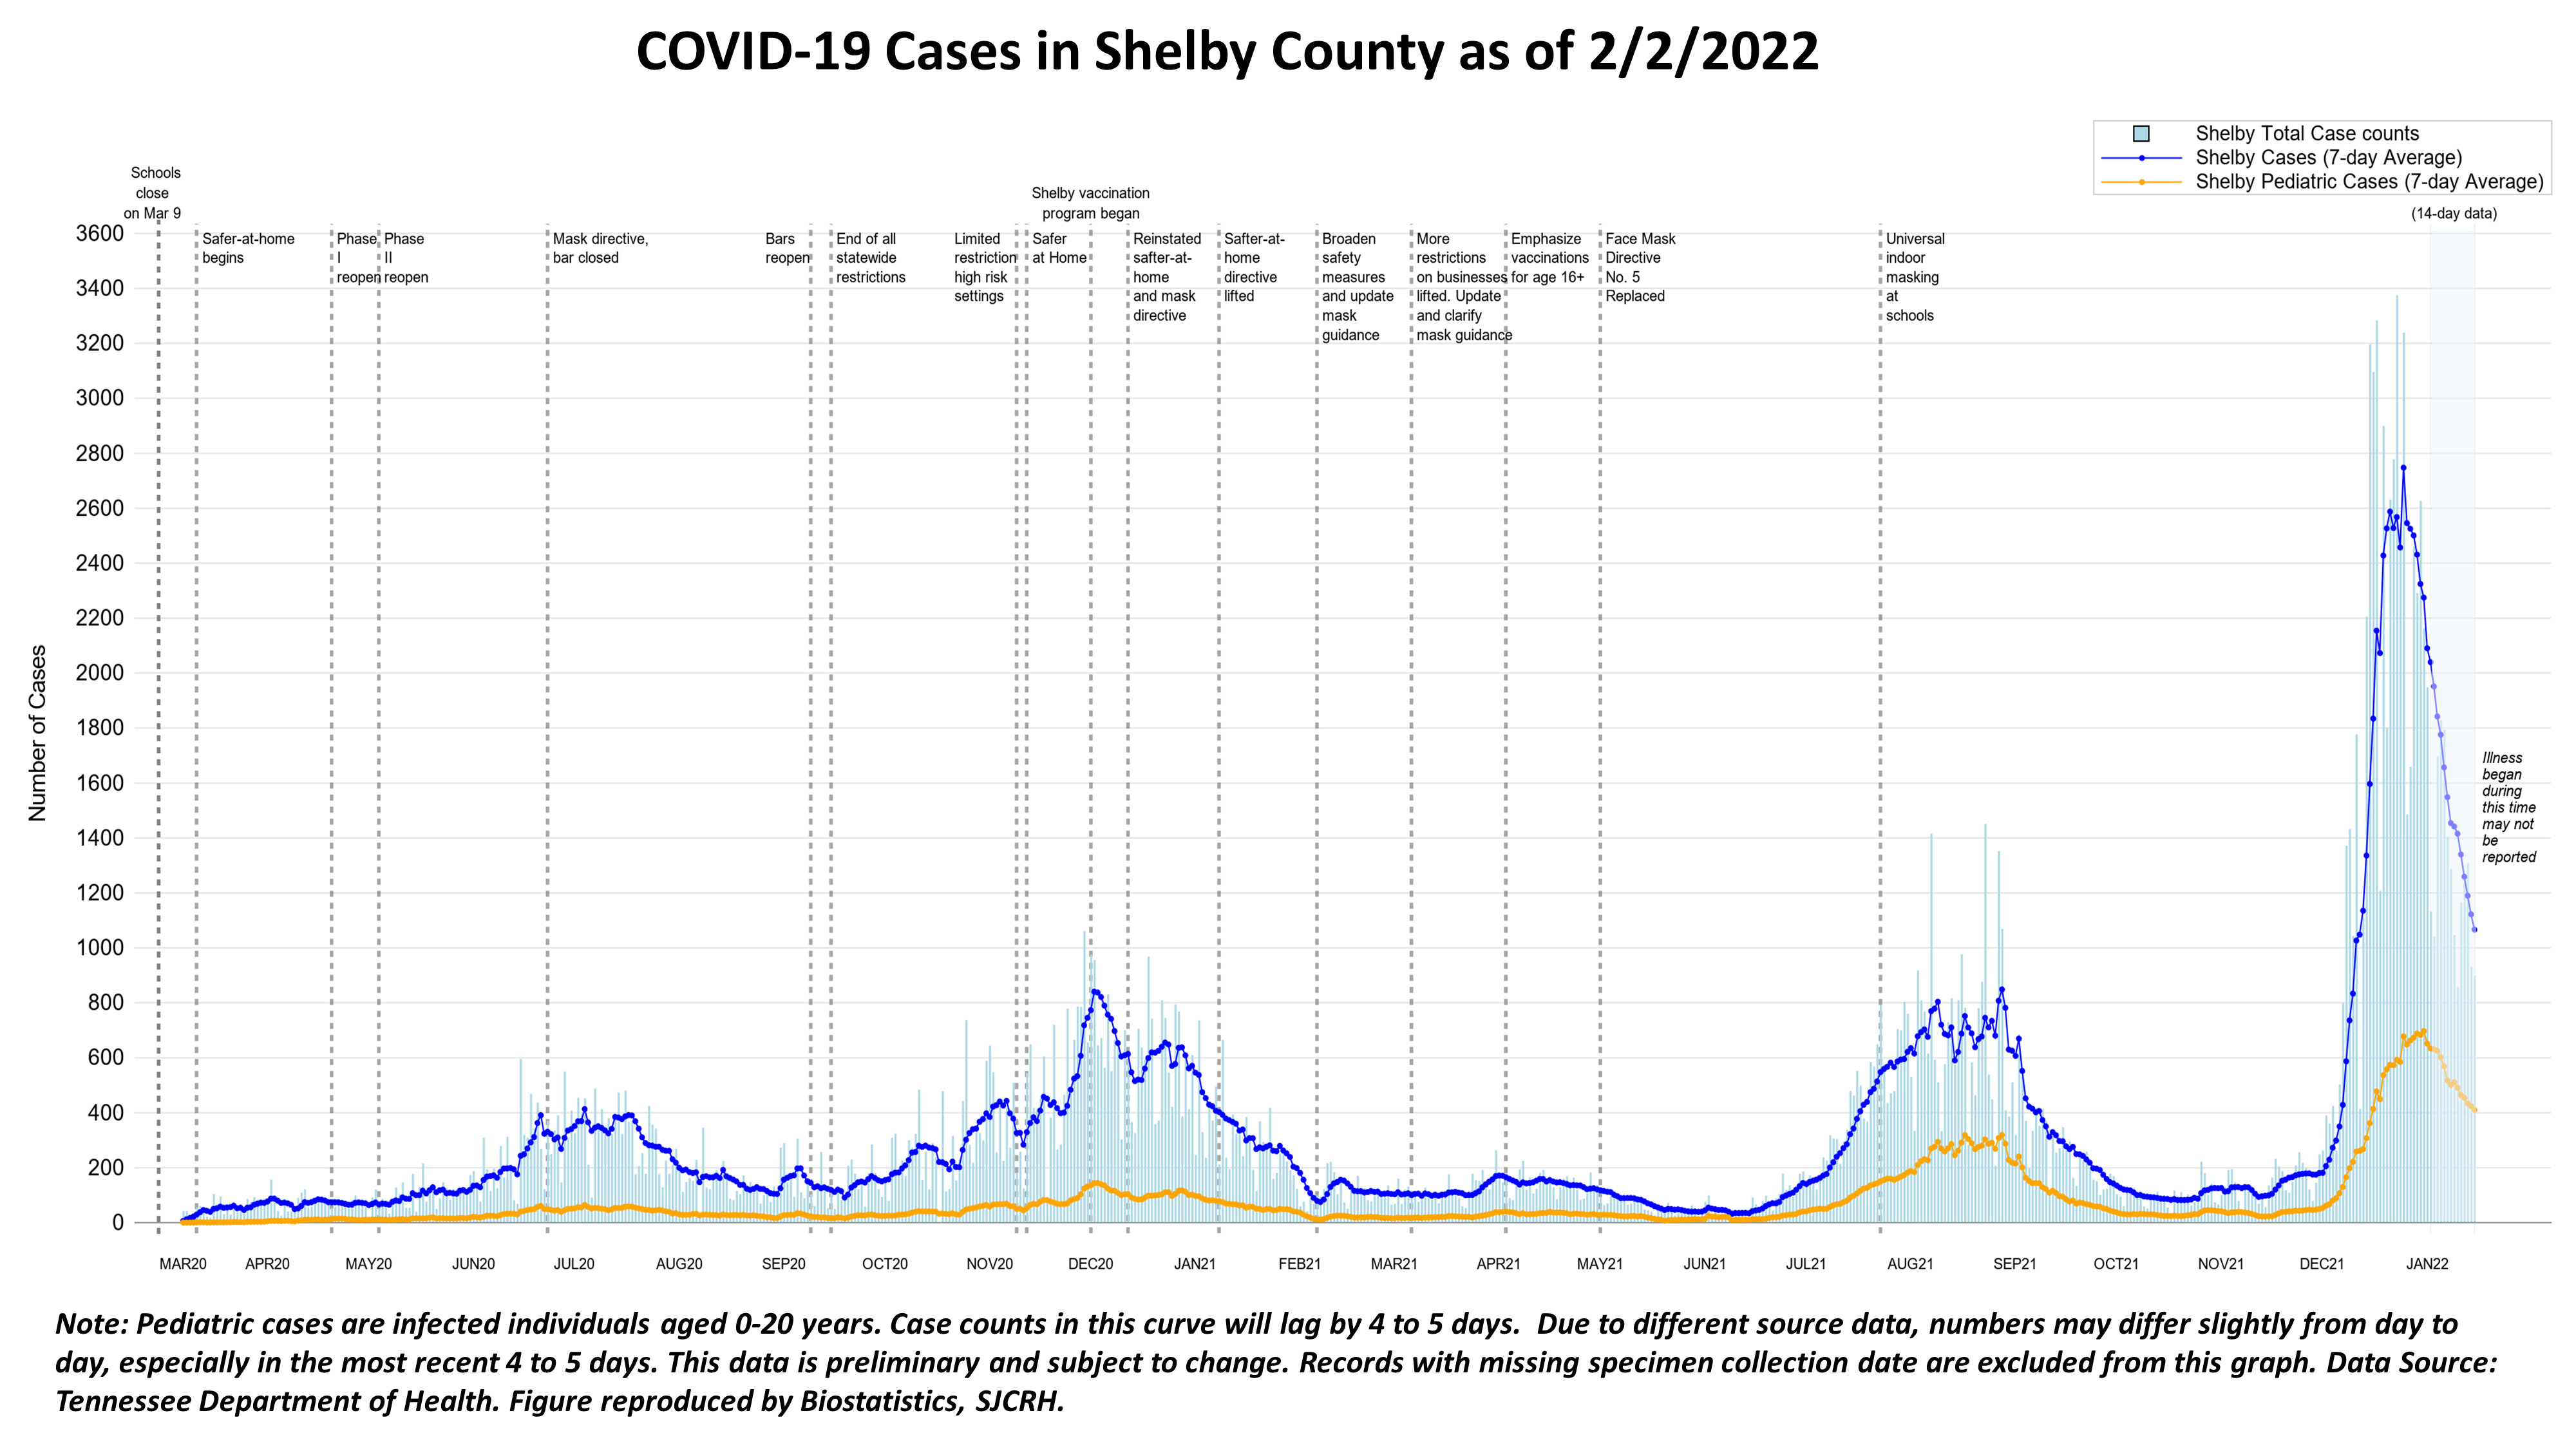 COVID-19 Cases in Shelby County as of 2/2/2022
Shelby Total Case counts
Shelby Cases (7-day Average)
Shelby Pediatric Cases (7-day Average)
(14-day data)
Schools
close
on Mar 9
Safer-at-home
begins
Phase
I
reopen
Phase
II
reopen
Mask directive,
bar closed
Bars
reopen
End of all
statewide
restrictions
Limited
restriction
high risk
settings
Safer
at Home
Shelby vaccination
program began
Reinstated
safter-at-
home
and mask
directive
Safter-at-
home
directive
lifted
Broaden
safety
measures
and update
mask
guidance
More
restrictions
on businesses
lifted. Update
and clarify
mask guidance
Emphasize
vaccinations
for age 16+
Face Mask
Directive
No. 5
Replaced
Universal
indoor
masking
at
schools
Illness
began
during
this time
may not
be
reported
Number of Cases
3600
3400
3200
3000
2800
2600
2400
2200
2000
1800
1600
1400
1200
1000
800
600
400
200
0
MAR20 APR20 MAY20 JUN20 JUL20 AUG20 SEP20 OCT20 NOV20 DEC20 JAN21 FEB21 MAR21 APR21 MAY21 JUN21 JUL21 AUG21 SEP21 OCT21 NOV21 DEC21 JAN22
Note: Pediatric cases are infected individuals aged 0-20 years. Case counts in this curve will lag by 4 to 5 days. Due to different source data, numbers may differ slightly from day to
day, especially in the most recent 4 to 5 days. This data is preliminary and subject to change. Records with missing specimen collection date are excluded from this graph. Data Source:
Tennessee Department of Health. Figure reproduced by Biostatistics, SJCRH.